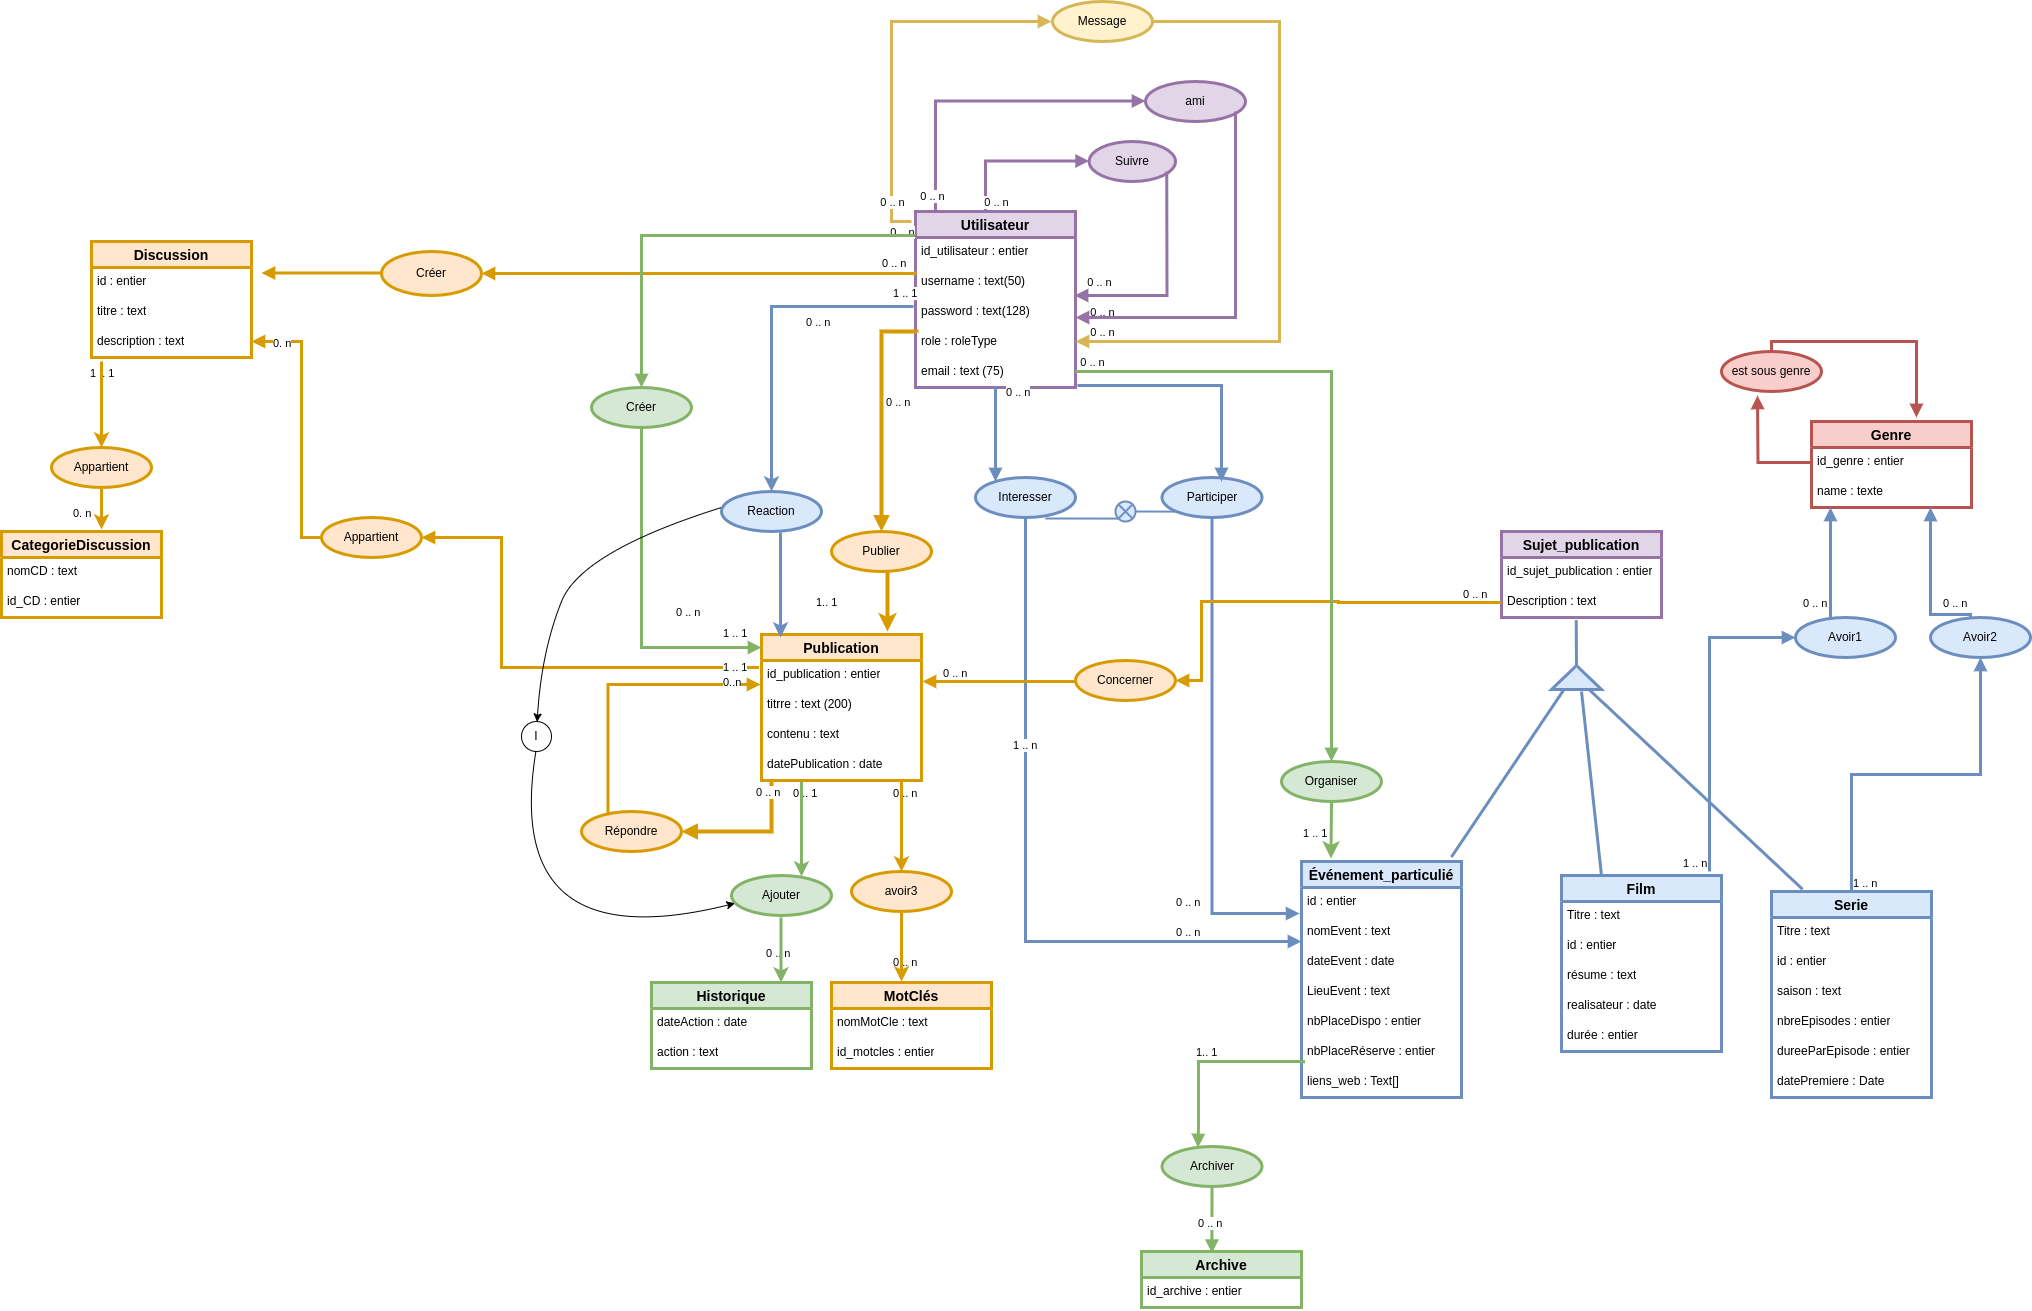 Message
ami
Suivre
0 .. n
0 .. n
0 .. n
0 .. n
Utilisateur
id_utilisateur : entier
username : text(50)
password : text(128)
role : roleType
email : text (75)
0 .. n
1 .. 1
0 .. n
0 .. n
0 .. n
0 .. n
0 .. n
0 .. n
0 .. n
Discussion
id : entier
titre : text
description : text
Créer
0. n
1 .. 1
Appartient
0. n
CategorieDiscussion
nomCD : text
id_CD : entier
Appartient
Créer
Reaction
Publier
Interesser
Participer
est sous genre
Genre
id_genre : entier
name : texte
Sujet_publication
id_sujet_publication : entier
Description : text
0 .. n
0 .. n
0 .. n
Avoir1
Avoir2
0 .. n
1.. 1
1 .. 1
1 .. 1
0..n
Publication
id_publication : entier
titrre : text (200)
contenu : text
datePublication : date
0 .. n
Concerner
I
1 .. n
Organiser
1 .. 1
0 .. n
0 .. 1
0 .. n
Répondre
Ajouter
avoir3
0 .. n
0 .. n
0 .. n
0 .. n
Historique
dateAction : date
action : text
MotClés
nomMotCle : text
id_motcles : entier
Événement_particulié
id : entier
nomEvent : text
dateEvent : date
LieuEvent : text
nbPlaceDispo : entier
nbPlaceRéserve : entier
liens_web : Text[]
1 .. n
Film
Titre : text
id : entier
résume : text
realisateur : date
durée : entier
1 .. n
Serie
Titre : text
id : entier
saison : text
nbreEpisodes : entier
dureeParEpisode : entier
datePremiere : Date
1.. 1
Archiver
0 .. n
Archive
id_archive : entier